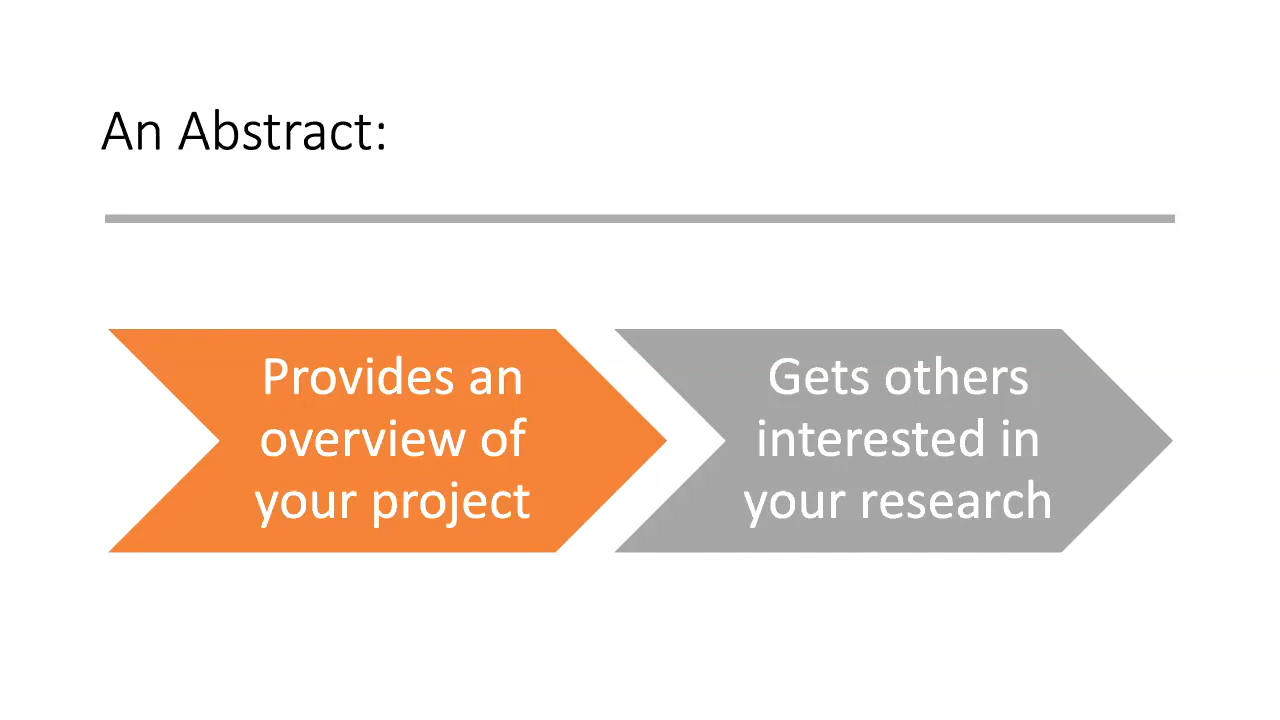 An Abstract:
Provides an
overview of
your project
Gets others
interested in
your research